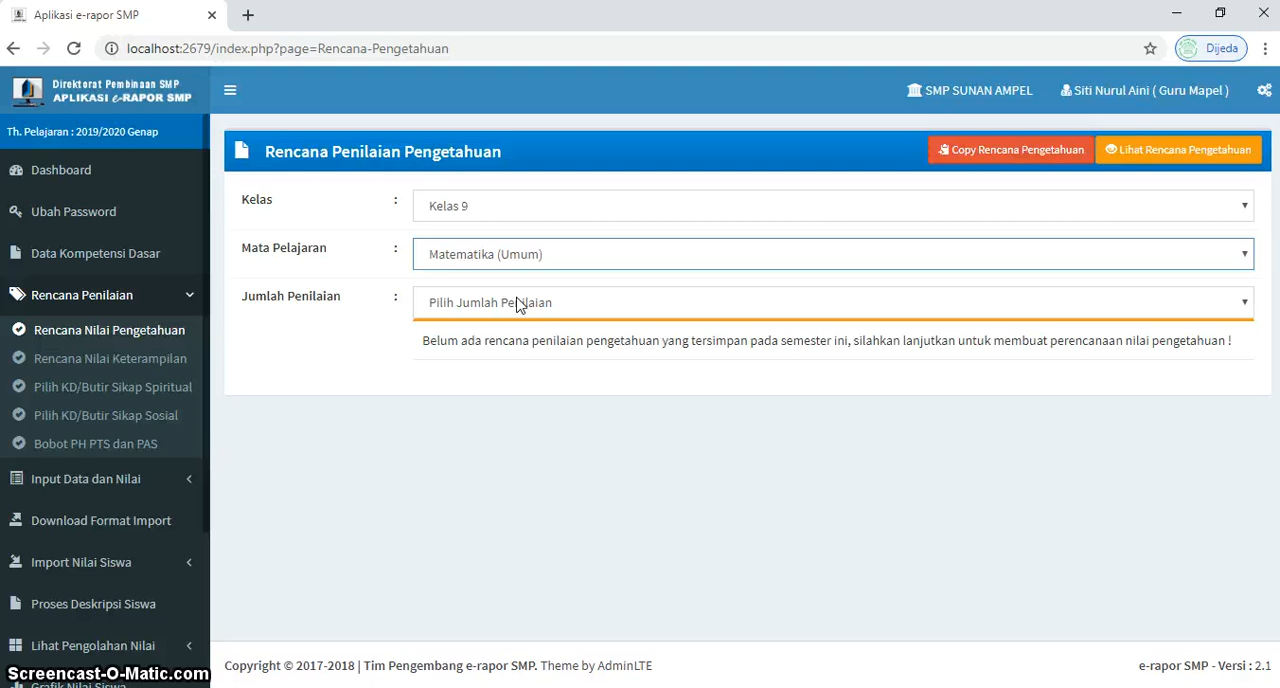 Aplikasi e-rapor SMP
localhost:2679/index.php?page=Rencana-Pengetahuan
Dijeda
Direktorat Pembinaan SMP
APLIKASI e-RAPOR SMP
SMP SUNAN AMPEL
Siti Nurul Aini ( Guru Mapel )
Th. Pelajaran : 2019/2020 Genap
Dashboard
Ubah Password
Data Kompetensi Dasar
Rencana Penilaian
Rencana Nilai Pengetahuan
Rencana Nilai Keterampilan
Pilih KD/Butir Sikap Spiritual
Pilih KD/Butir Sikap Sosial
Bobot PH PTS dan PAS
Input Data dan Nilai
Download Format Import
Import Nilai Siswa
Proses Deskripsi Siswa
Lihat Pengolahan Nilai
Grafik Nilai Siswa
Rencana Penilaian Pengetahuan
Copy Rencana Pengetahuan
Lihat Rencana Pengetahuan
Kelas : Kelas 9
Mata Pelajaran : Matematika (Umum)
Jumlah Penilaian : Pilih Jumlah Penilaian
Belum ada rencana penilaian pengetahuan yang tersimpan pada semester ini, silahkan lanjutkan untuk membuat perencanaan nilai pengetahuan !
Copyright © 2017-2018 | Tim Pengembang e-rapor SMP. Theme by AdminLTE
e-rapor SMP - Versi : 2.1
Screencast-O-Matic.com